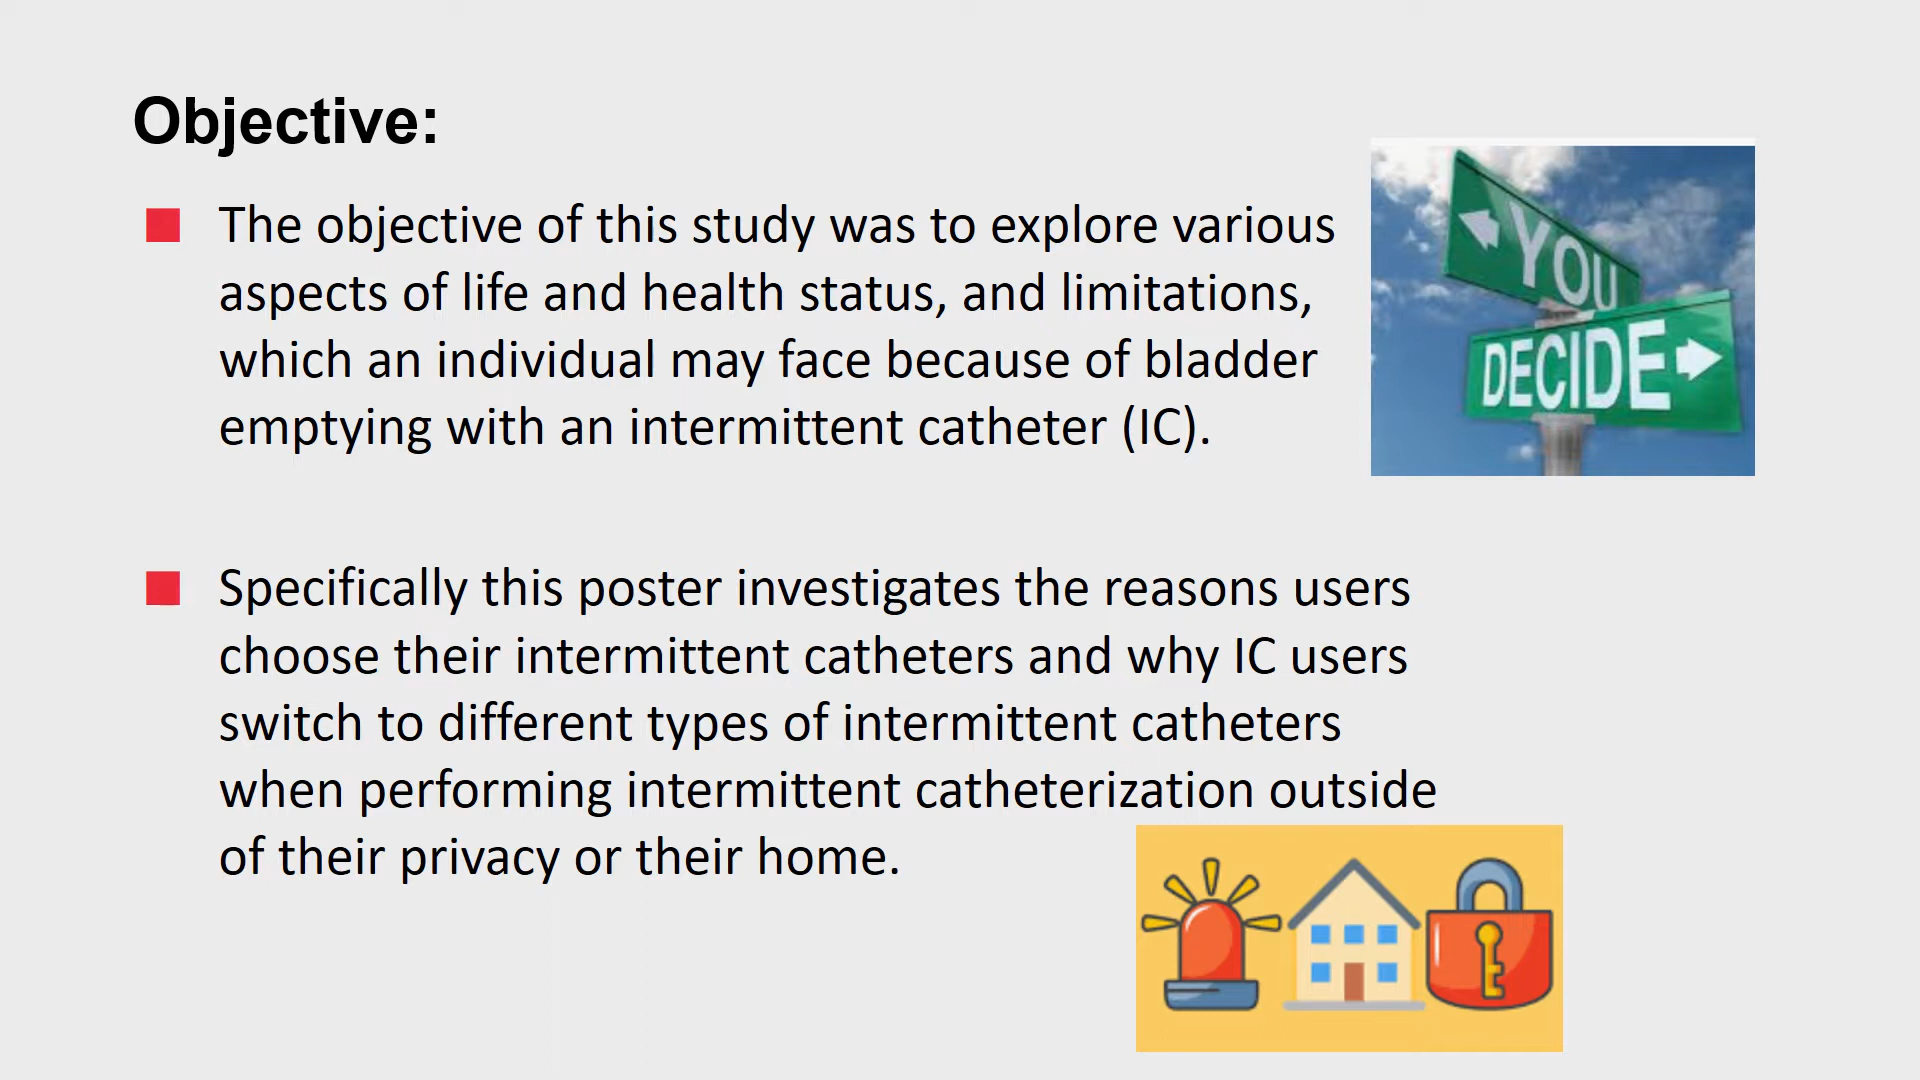 Objective:
The objective of this study was to explore various
aspects of life and health status, and limitations,
which an individual may face because of bladder
emptying with an intermittent catheter (IC).
YOU
DECIDE
Specifically this poster investigates the reasons users
choose their intermittent catheters and why IC users
switch to different types of intermittent catheters
when performing intermittent catheterization outside
of their privacy or their home.